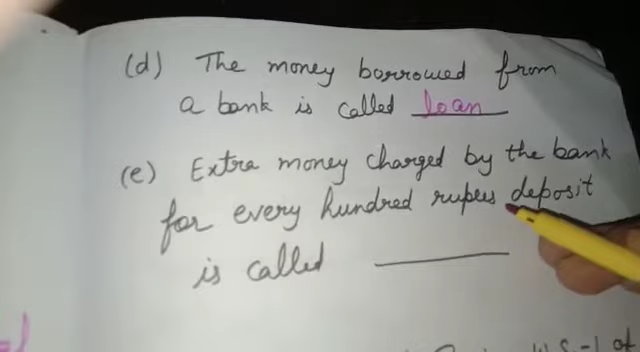 (d) The money borrowed from
a bank is called loan
(e) Extra money charged by the bank
for every hundred rupees deposit
is called